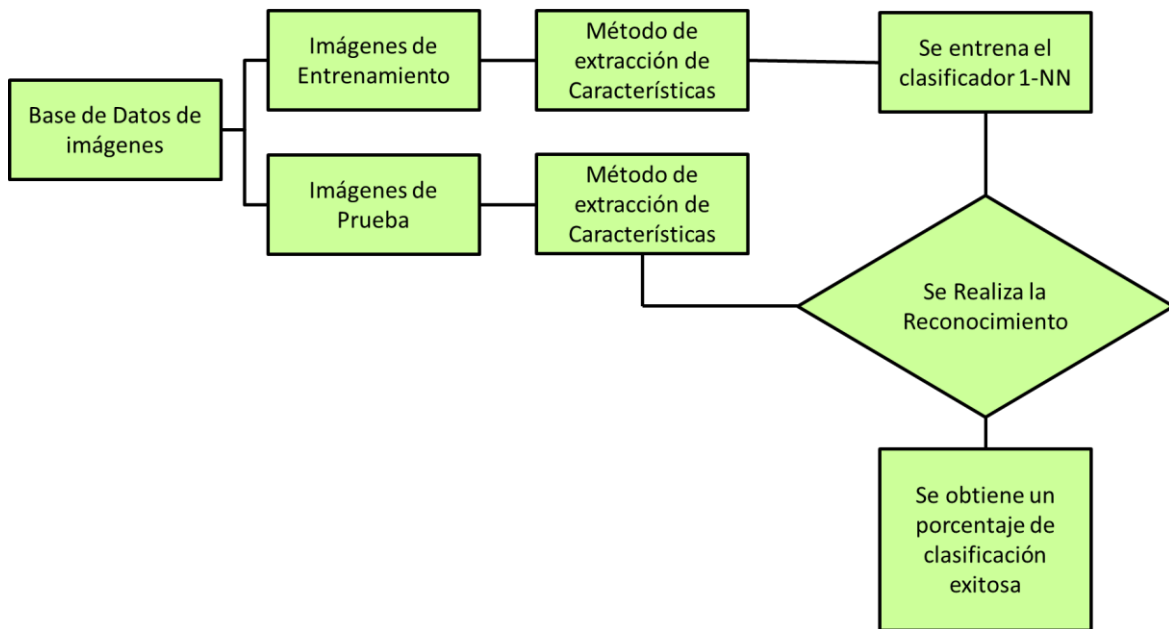 Base de Datos de
imágenes
Imágenes de
Entrenamiento
Método de
extracción de
Características
Se entrena el
clasificador 1-NN
Imágenes de
Prueba
Método de
extracción de
Características
Se Realiza la
Reconocimiento
Se obtiene un
porcentaje de
clasificación
exitosa